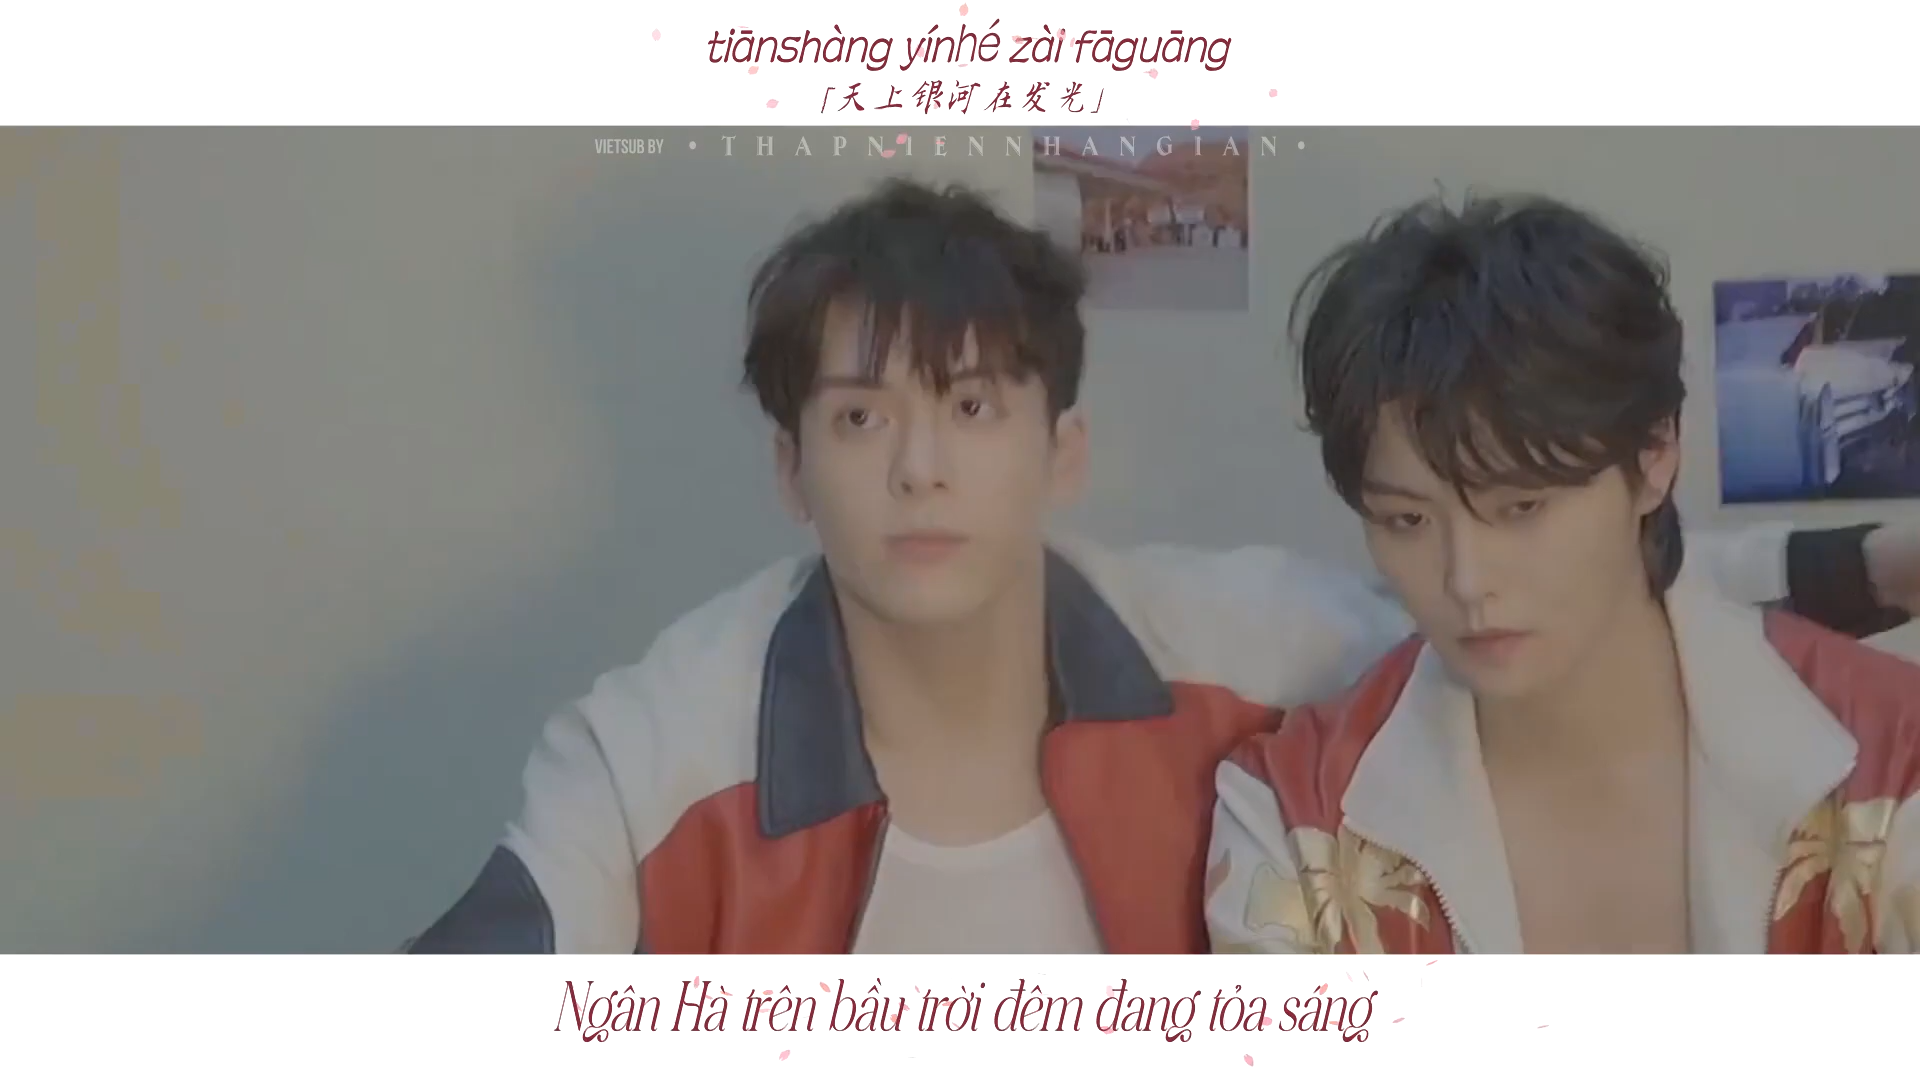 tiānshàng yínhé zài fāguāng
「天上银河在发光」
VIETSUB BY • THAPNIENNHANGIAN •
Ngân Hà trên bầu trời đêm đang tỏa sáng